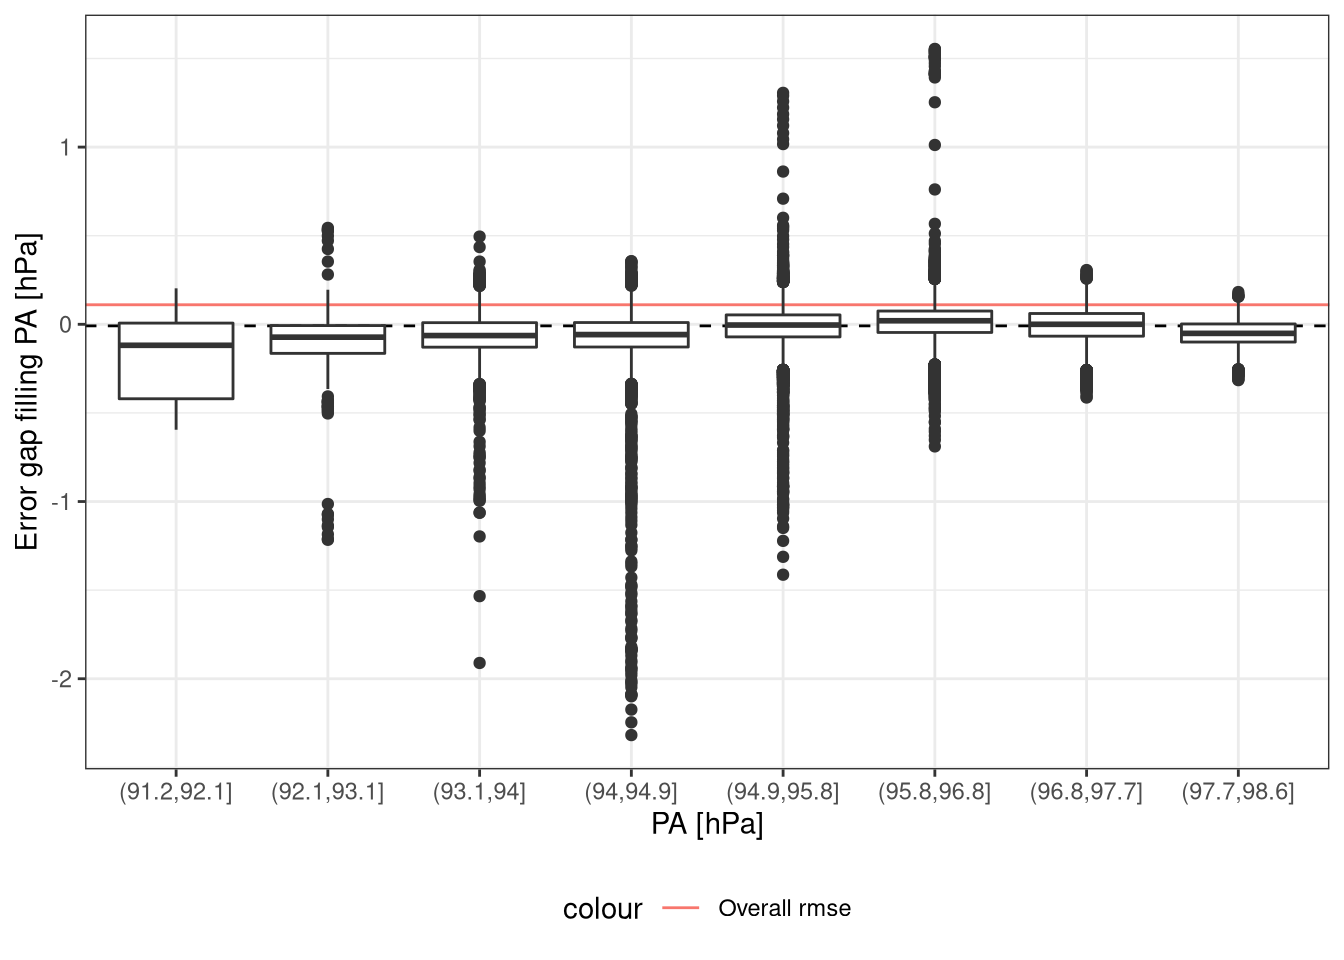 Error gap filling PA [hPa]
1
0
-1
-2
(91.2,92.1] (92.1,93.1] (93.1,94] (94,94.9] (94.9,95.8] (95.8,96.8] (96.8,97.7] (97.7,98.6]
PA [hPa]
colour Overall rmse